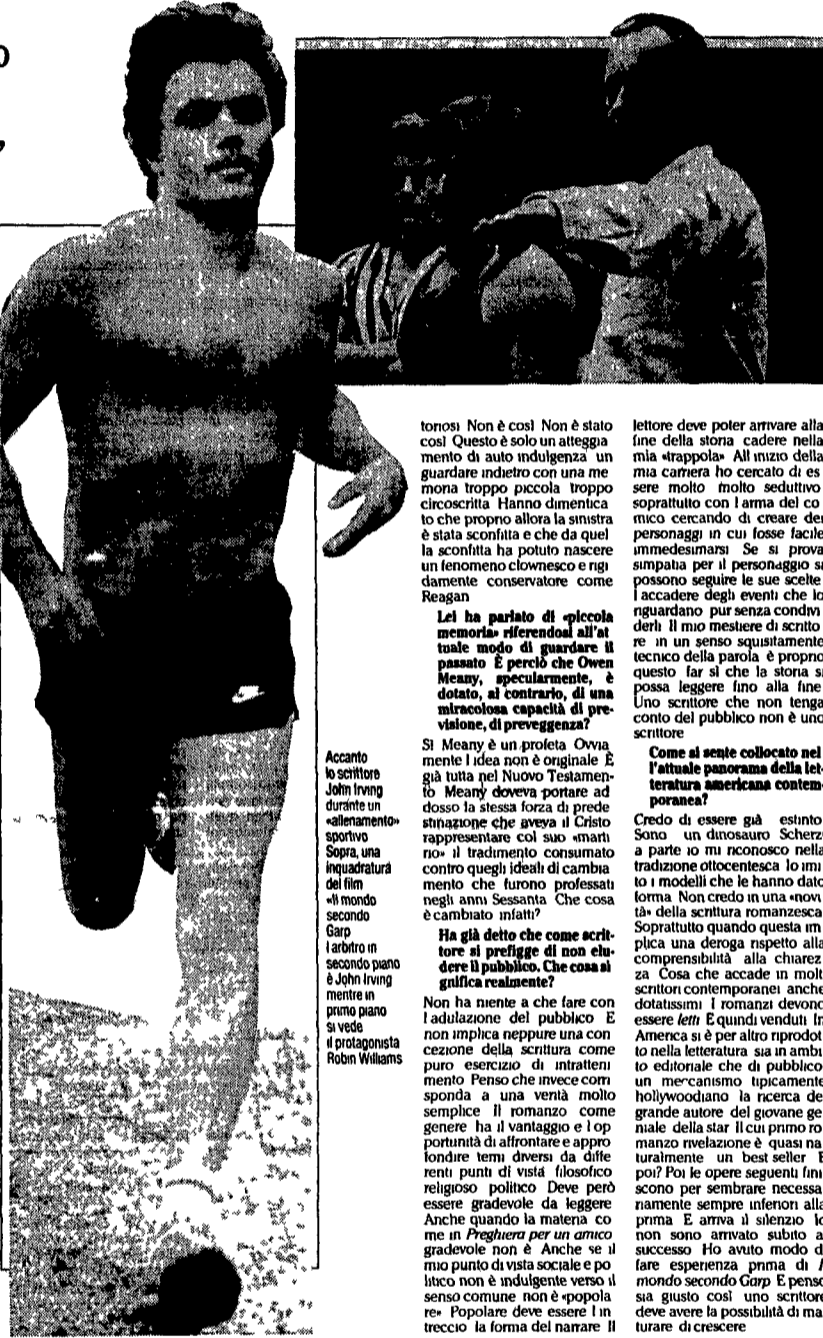 o
,
Accanto
lo scrittore
John Irving
durante un
«allenamento»
sportivo
Sopra, una
inquadratura
del film
«Il mondo
secondo
Garp
l arbitro in
secondo piano
è John Irving
mentre in
primo piano
si vede
il protagonista
Robin Williams
toriosi Non è così Non è stato
così Questo è solo un atteggia
mento di auto indulgenza un
guardare indietro con una me
moria troppo piccola troppo
circoscritta Hanno dimentica
to che proprio allora la sinistra
è stata sconfitta e che da quel
la sconfitta ha potuto nascere
un fenomeno clownesco e rigi
damente conservatore come
Reagan
Lei ha parlato di «piccola
memoria» riferendosi all'at
tuale modo di guardare il
passato È perciò che Owen
Meany, specularmente, è
dotato, al contrario, di una
miracolosa capacità di pre-
visione, di preveggenza?
Sì Meany è un profeta Ovvia
mente l idea non è originale È
già tutta nel Nuovo Testamen-
to Meany doveva portare ad
dosso la stessa forza di prede
stinazione che aveva il Cristo
rappresentare col suo «marti
rio» il tradimento consumato
contro quegli ideali di cambia
mento che furono professati
negli anni Sessanta Che cosa
è cambiato infatti?
Ha già detto che come scrit-
tore si prefigge di non elu-
dere il pubblico. Che cosa si
gnifica realmente?
Non ha niente a che fare con
l adulazione del pubblico E
non implica neppure una con
cezione della scrittura come
puro esercizio di intratteni
mento Penso che invece corri
sponda a una verità molto
semplice Il romanzo come
genere ha il vantaggio e l op
portunità di affrontare e appro
fondire temi diversi da diffe
renti punti di vista filosofico
religioso politico Deve però
essere gradevole da leggere
Anche quando la materia co
me in Preghiera per un amico
gradevole non è Anche se il
mio punto di vista sociale e po
litico non è indulgente verso il
senso comune non è «popola
re» Popolare deve essere l in
treccio la forma del narrare Il
lettore deve poter arrivare alla
fine della storia cadere nella
mia «trappola» All inizio della
mia carriera ho cercato di es
sere molto molto seduttivo
soprattutto con l arma del co
mico cercando di creare dei
personaggi in cui fosse facile
immedesimarsi Se si prova
simpatia per il personaggio si
possono seguire le sue scelte
l accadere degli eventi che lo
riguardano pur senza condivi
derli Il mio mestiere di scritto
re in un senso squisitamente
tecnico della parola è proprio
questo far sì che la storia si
possa leggere fino alla fine
Uno scrittore che non tenga
conto del pubblico non è uno
scrittore
Come si sente collocato nel
l'attuale panorama della let-
teratura americana contem-
poranea?
Credo di essere già estinto
Sono un dinosauro Scherzi
a parte io mi riconosco nella
tradizione ottocentesca Io imi
to i modelli che le hanno dato
forma Non credo in una «novi
tà» della scrittura romanzesca
Soprattutto quando questa im
plica una deroga rispetto alla
comprensibilità alla chiarez
za Cosa che accade in molti
scrittori contemporanei anche
dotatissimi I romanzi devono
essere letti E quindi venduti In
America si è per altro riprodot
to nella letteratura sia in ambi
to editoriale che di pubblico
un meccanismo tipicamente
hollywoodiano la ricerca de
grande autore del giovane ge
niale della star Il cui primo ro
manzo rivelazione è quasi na
turalmente un best seller E
poi? Poi le opere seguenti fini
scono per sembrare necessa
riamente sempre inferiori alla
prima E arriva il silenzio Io
non sono arrivato subito a
successo Ho avuto modo d
fare esperienza prima di I
mondo secondo Garp E penso
sia giusto così uno scrittore
deve avere la possibilità di ma
turare di crescere